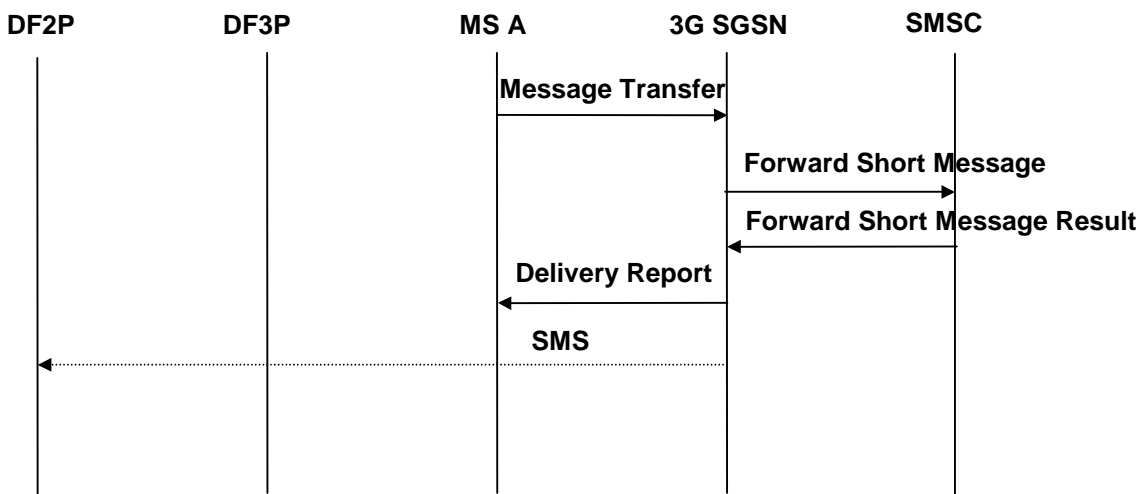 DF2P DF3P MS A 3G SGSN SMSC
Message Transfer
Forward Short Message
Forward Short Message Result
Delivery Report
SMS